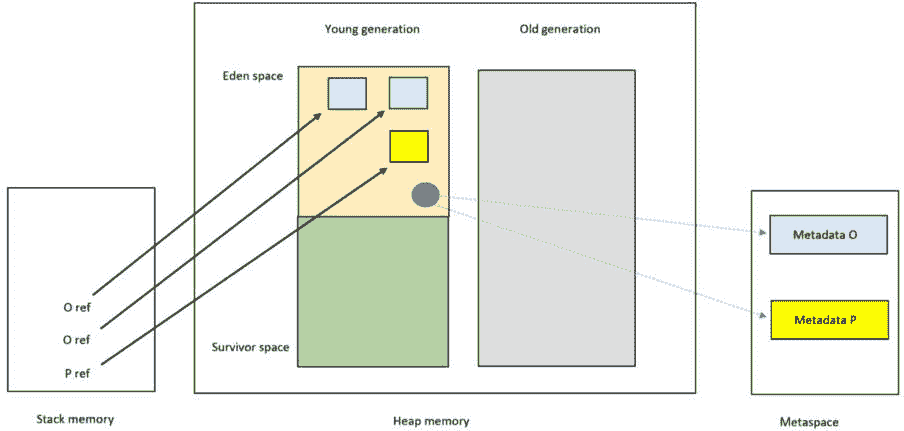 Young generation
Old generation
Eden space
O ref
O ref
P ref
Survivor space
Metadata O
Metadata P
Stack memory
Heap memory
Metaspace